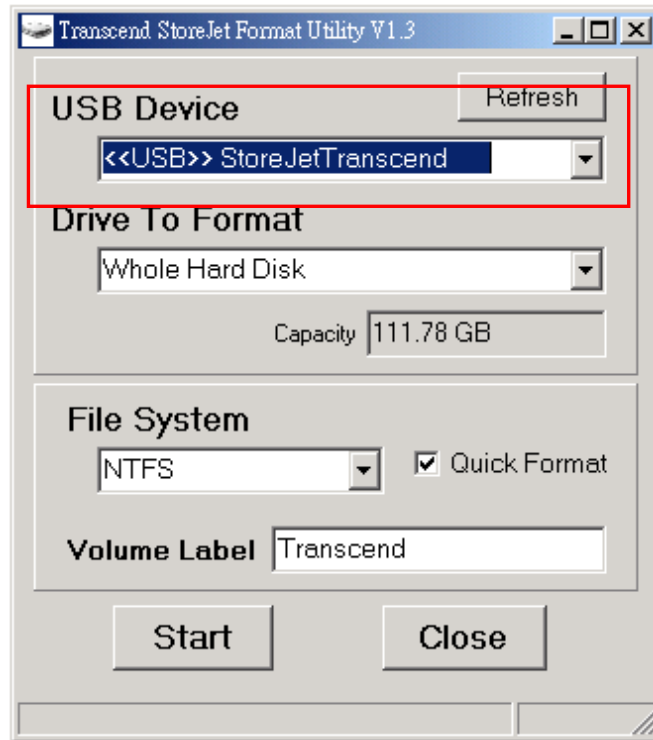 Transcend StoreJet Format Utility V1.3
USB Device
Refresh
<<USB>> StoreJetTranscend
Drive To Format
Whole Hard Disk
Capacity 111.78 GB
File System
NTFS
Quick Format
Volume Label Transcend
Start Close